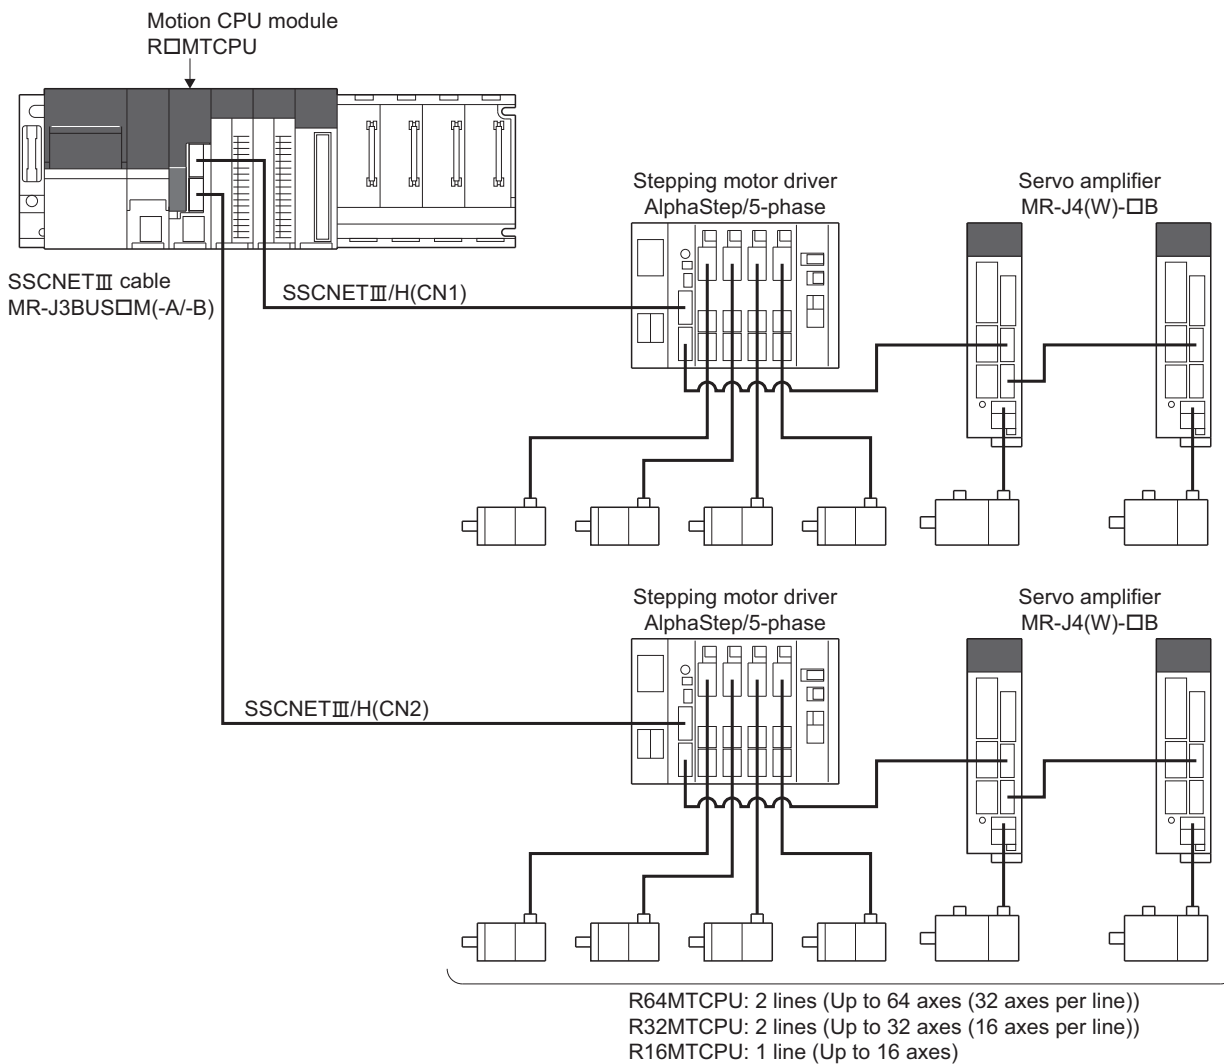 Motion CPU module
R□MTCPU
Stepping motor driver
AlphaStep/5-phase
Servo amplifier
MR-J4(W)-□B
SSCNETⅢ cable
MR-J3BUS□M(-A/-B)
SSCNETⅢ/H(CN1)
Stepping motor driver
AlphaStep/5-phase
Servo amplifier
MR-J4(W)-□B
SSCNETⅢ/H(CN2)
R64MTCPU: 2 lines (Up to 64 axes (32 axes per line))
R32MTCPU: 2 lines (Up to 32 axes (16 axes per line))
R16MTCPU: 1 line (Up to 16 axes)